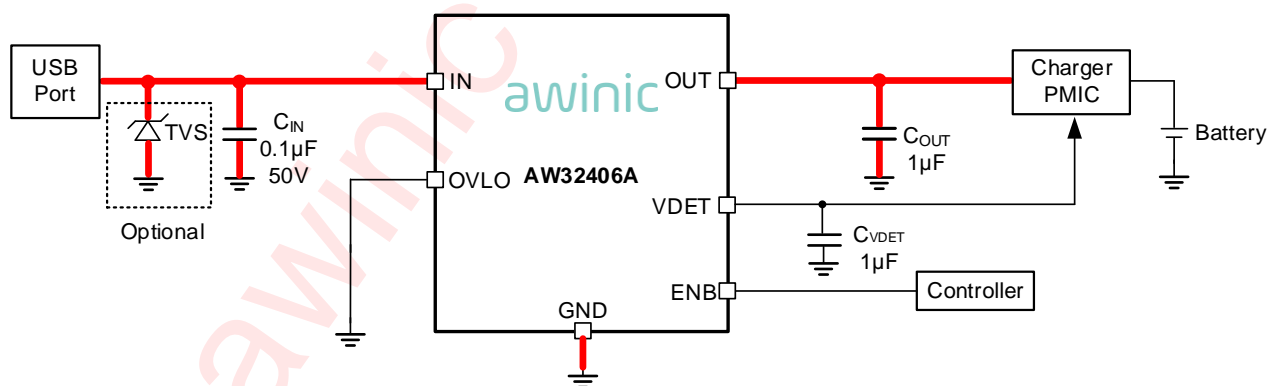 USB
Port
TVS
Optional
CIN
0.1µF
50V
IN
awinic
OUT
OVLO
AW32406A
VDET
ENB
GND
COUT
1µF
CVDET
1µF
Charger
PMIC
Battery
Controller
awinic